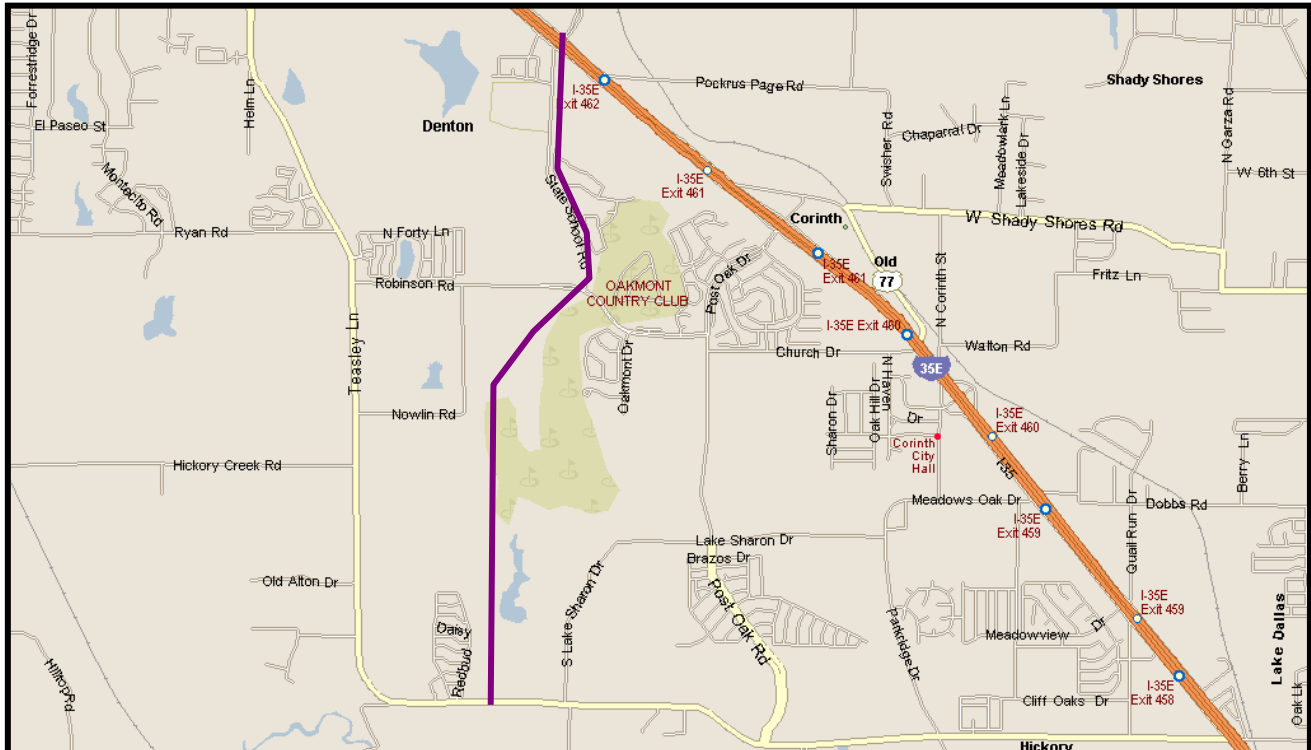 Forrestridge Dr
Helm Ln
El Paseo St
Montecito Rd
Ryan Rd
N Forty Ln
Robinson Rd
Teasley Ln
Nowlin Rd
Hickory Creek Rd
Old Alton Dr
Daisy
Redbud
Hilltop Rd
Denton
State School Rd
OAKMONT
COUNTRY CLUB
Oakmont Dr
Post Oak Dr
I-35E
Exit 462
Pockrus Page Rd
I-35E
Exit 461
Corinth
I-35E
Exit 461
I-35E Exit 460
Old
77
Swisher Rd
Chaparral Dr
Meadowlark Ln
Lakeside Dr
Shady Shores
N Garza Rd
W 6th St
W Shady Shores Rd
Fritz Ln
N Corinth St
Walton Rd
Church Dr
35E
N Haven
Dr
Oak Hill Dr
Sharon Dr
Corinth
City
Hall
I-35E
Exit 460
I-35
Meadows Oak Dr
Dobbs Rd
Berry Ln
I-35E
Exit 459
Quail Run Dr
Lake Sharon Dr
Brazos Dr
S Lake Sharon Dr
Post Oak Rd
Parkridge Dr
I-35E
Exit 459
Meadowview
Dr
I-35E
Exit 458
Cliff Oaks Dr
Lake Dallas
Oak Lk
Hickory